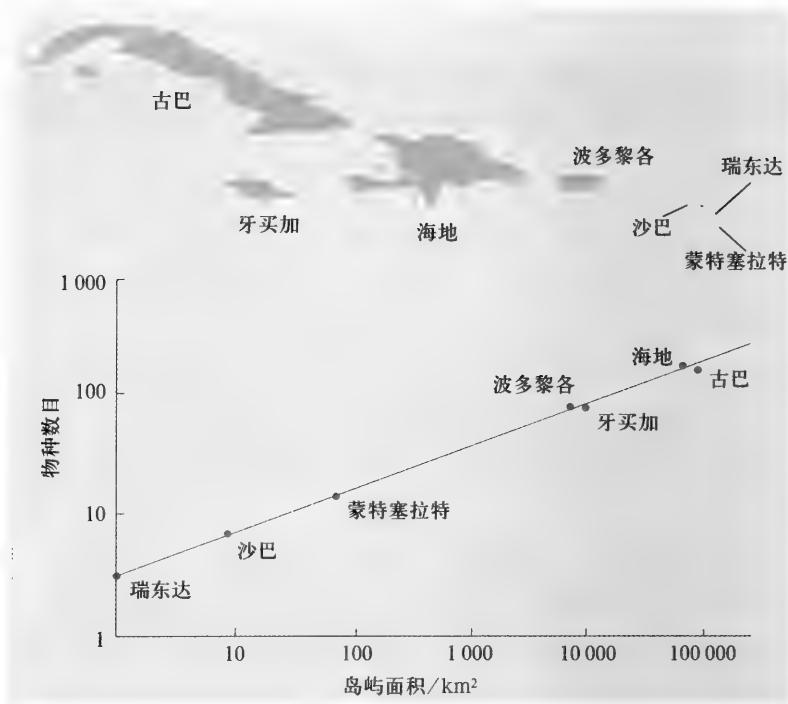 古巴
波多黎各
瑞东达
牙买加
海地
沙巴
蒙特塞拉特
1 000
海地
古巴
波多黎各
100
牙买加
物种数目
蒙特塞拉特
10
沙巴
瑞东达
1
10
100
1 000
10 000
100 000
岛屿面积/km²